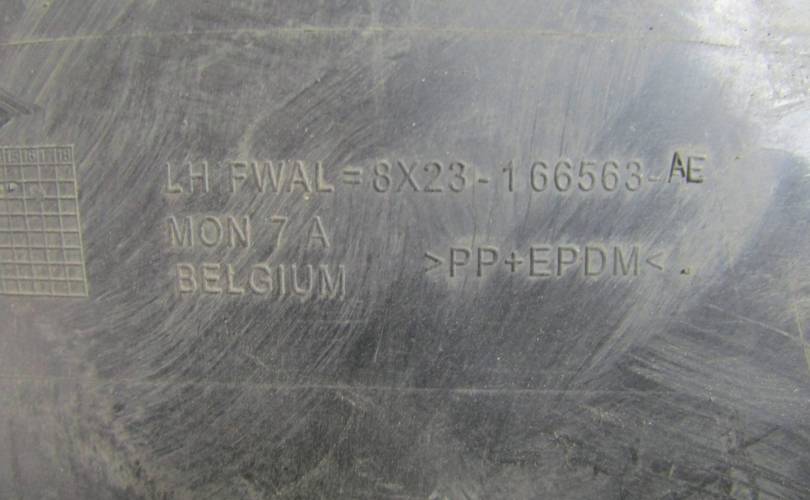 LH FWAL=8X23-166563-AE
MON 7 A
BELGIUM
>PP+EPDM<.